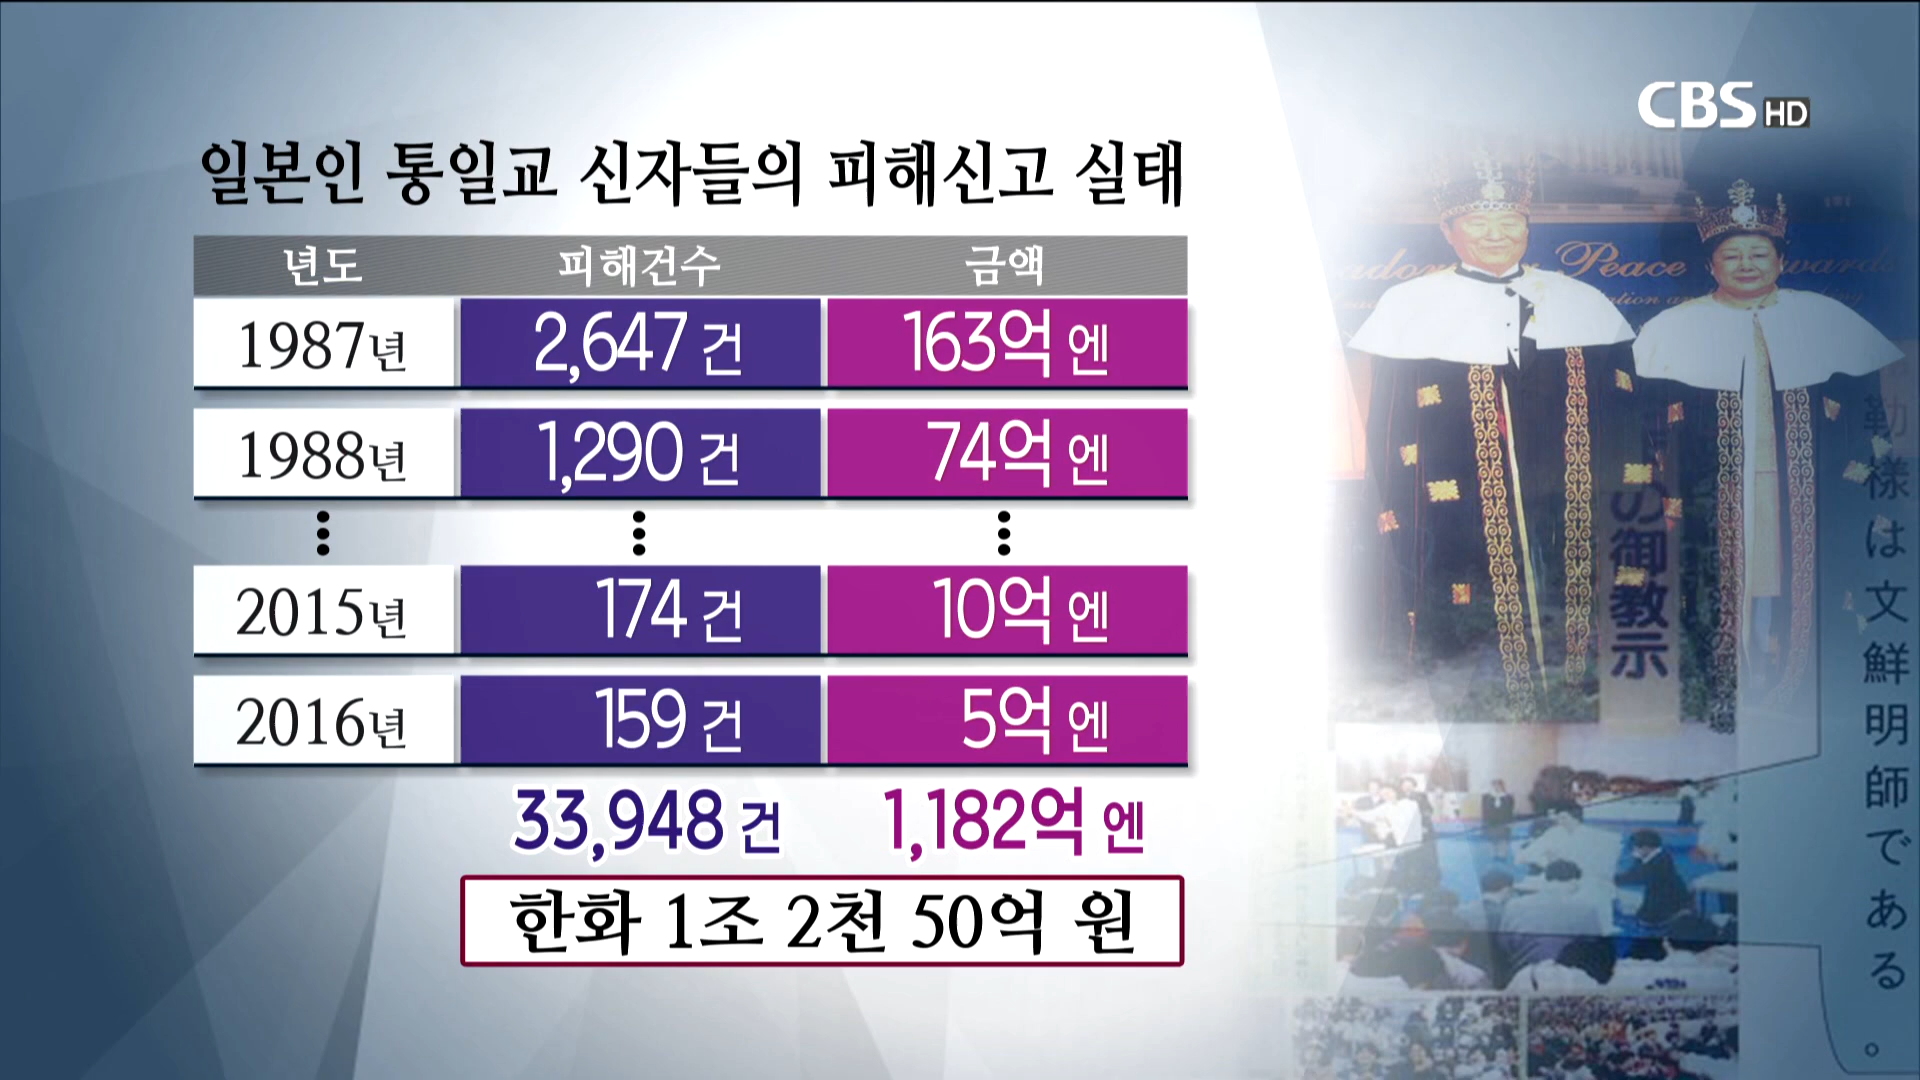 CBS HD
일본인 통일교 신자들의 피해신고 실태
년도 피해건수 금액
1987년 2,647 건 163억 엔
1988년 1,290 건 74억 엔
2015년 174 건 10억 엔
2016년 159 건 5억 엔
33,948 건 1,182억 엔
한화 1조 2천 50억 원
Peace
の御教示
様は文鮮明師である。